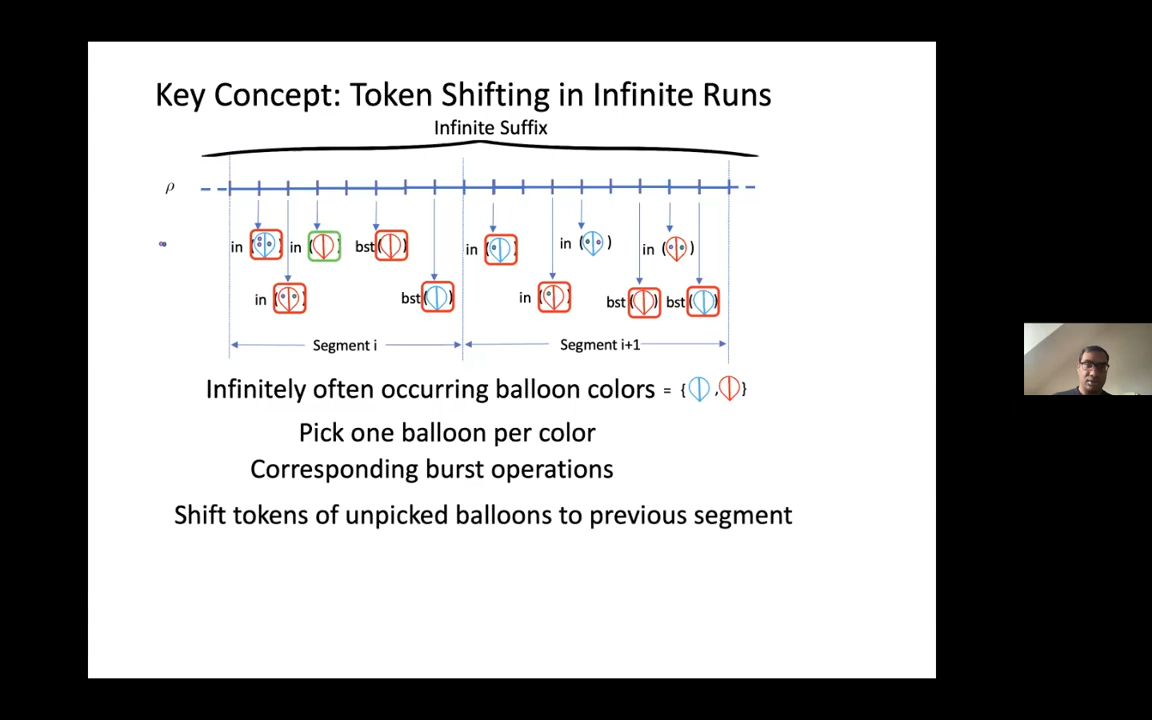 Key Concept: Token Shifting in Infinite Runs
Infinite Suffix
ρ
in ( ) in ( ) bst( ) in ( ) in ( ) in ( )
in ( ) bst( ) in ( ) bst( ) bst( )
Segment i Segment i+1
Infinitely often occurring balloon colors = { , }
Pick one balloon per color
Corresponding burst operations
Shift tokens of unpicked balloons to previous segment